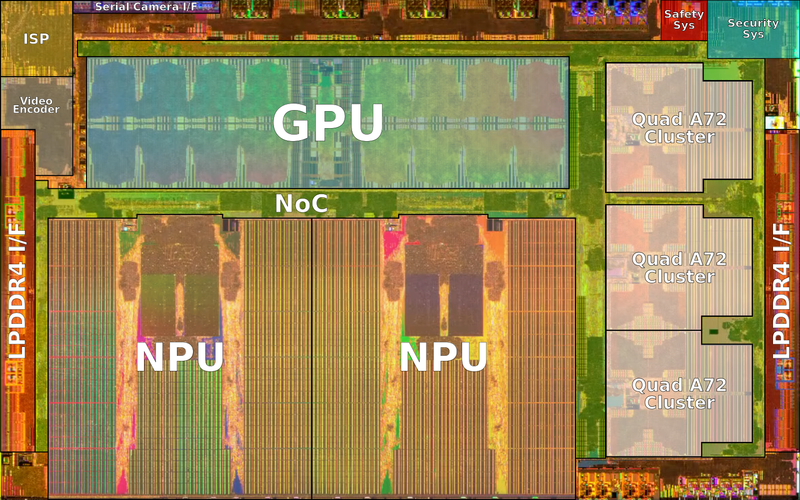 Serial Camera I/F
ISP
Safety
Sys
Security
Sys
Video
Encoder
GPU
Quad A72
Cluster
NoC
LPDDR4 I/F
Quad A72
Cluster
LPDDR4 I/F
NPU
NPU
Quad A72
Cluster